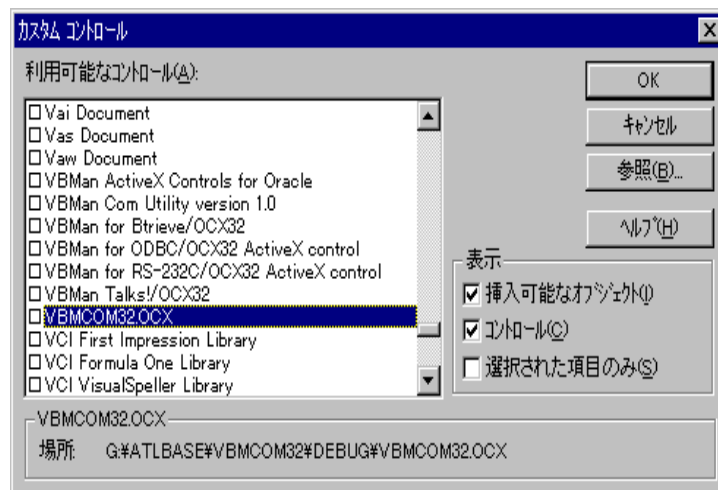 カスタム コントロール
利用可能なコントロール(A):
Vai Document
Vas Document
Vaw Document
VBMan ActiveX Controls for Oracle
VBMan Com Utility version 1.0
VBMan for Btrieve/OCX32
VBMan for ODBC/OCX32 ActiveX control
VBMan for RS-232C/OCX32 ActiveX control
VBMan Talks!/OCX32
VBMCOM32.OCX
VCI First Impression Library
VCI Formula One Library
VCI VisualSpeller Library
OK
キャンセル
参照(B)...
ヘルプ(H)
表示
挿入可能なオブジェクト(I)
コントロール(C)
選択された項目のみ(S)
VBMCOM32.OCX
場所: G:¥ATLBASE¥VBMCOM32¥DEBUG¥VBMCOM32.OCX